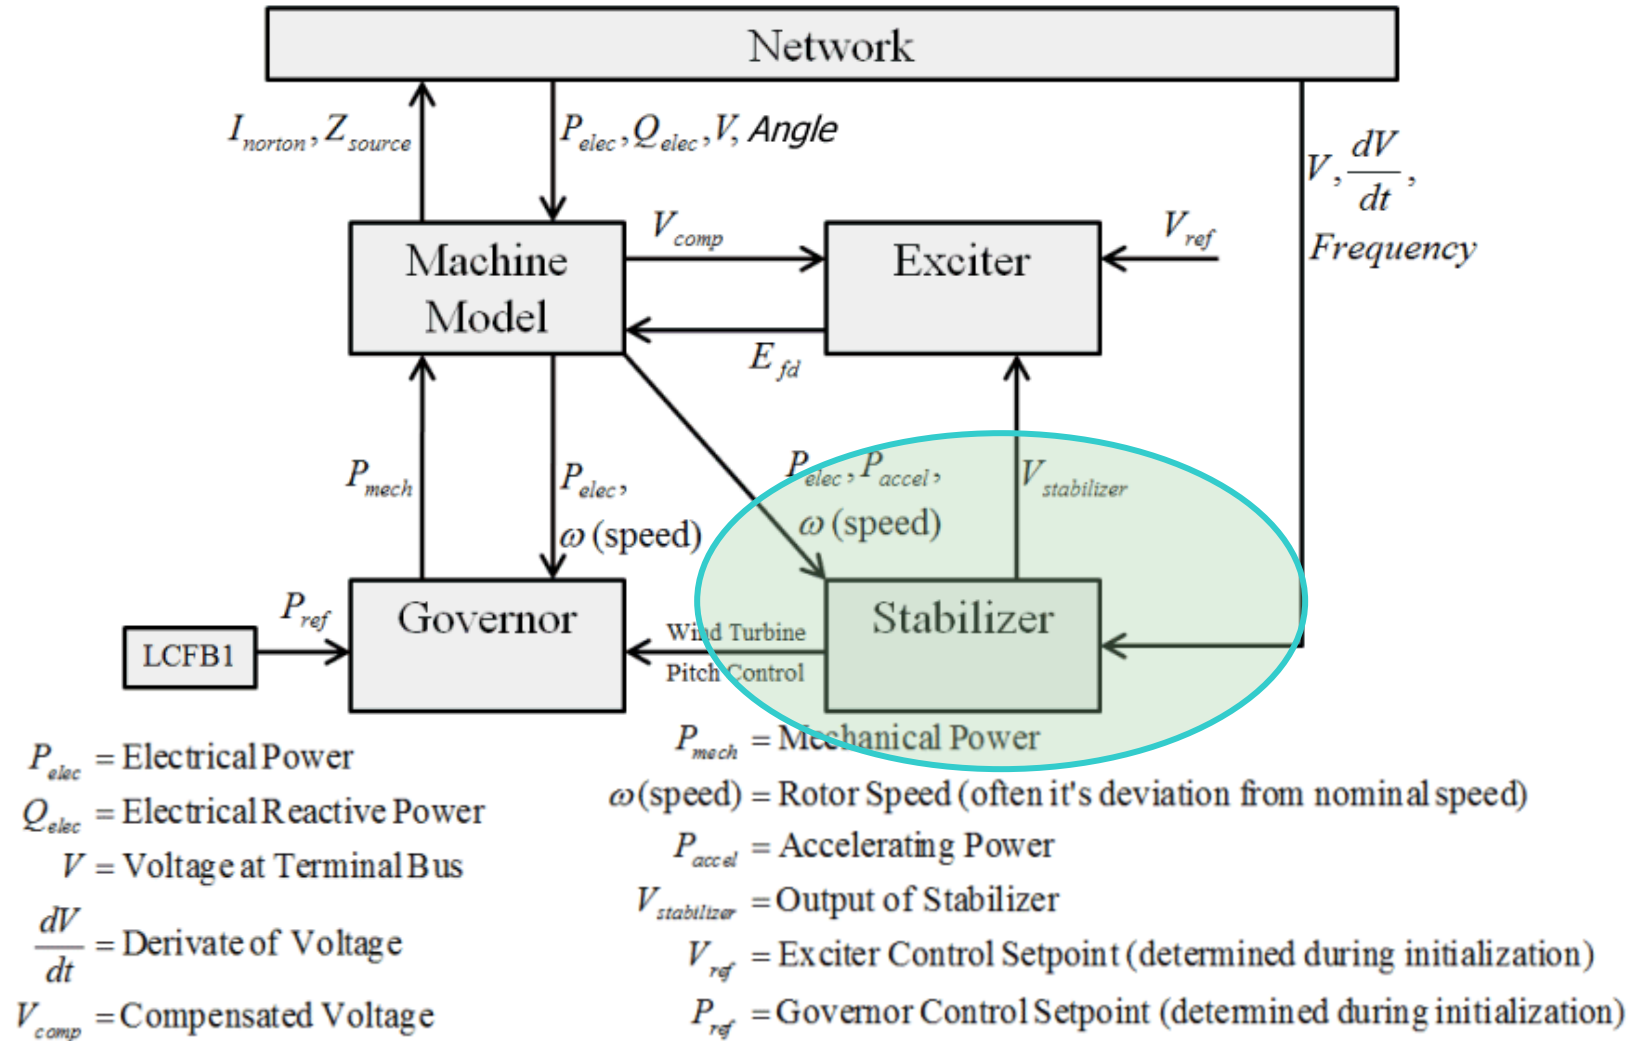 Network
I_norton, Z_source
P_elec, Q_elec, V, Angle
V, dV/dt,
Frequency
Machine
Model
V_comp
Exciter
V_ref
E_fd
P_mech
P_elec,
ω (speed)
P_elec, P_accel,
ω (speed)
V_stabilizer
LCFB1
P_ref
Governor
Wind Turbine
Pitch Control
Stabilizer
P_elec = Electrical Power
Q_elec = Electrical Reactive Power
V = Voltage at Terminal Bus
dV/dt = Derivate of Voltage
V_comp = Compensated Voltage
P_mech = Mechanical Power
ω (speed) = Rotor Speed (often it's deviation from nominal speed)
P_accel = Accelerating Power
V_stabilizer = Output of Stabilizer
V_ref = Exciter Control Setpoint (determined during initialization)
P_ref = Governor Control Setpoint (determined during initialization)